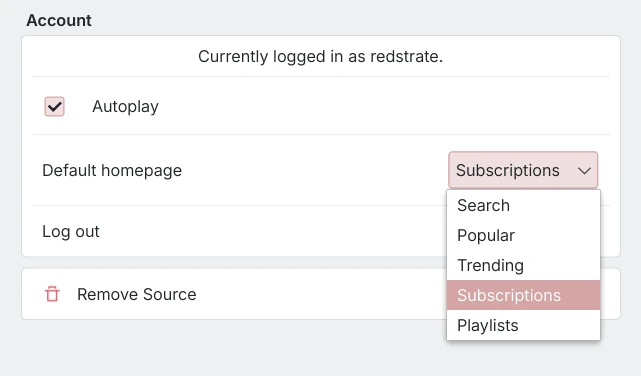 Account
Currently logged in as redstrate.
Autoplay
Default homepage
Subscriptions
Search
Popular
Trending
Subscriptions
Playlists
Log out
Remove Source